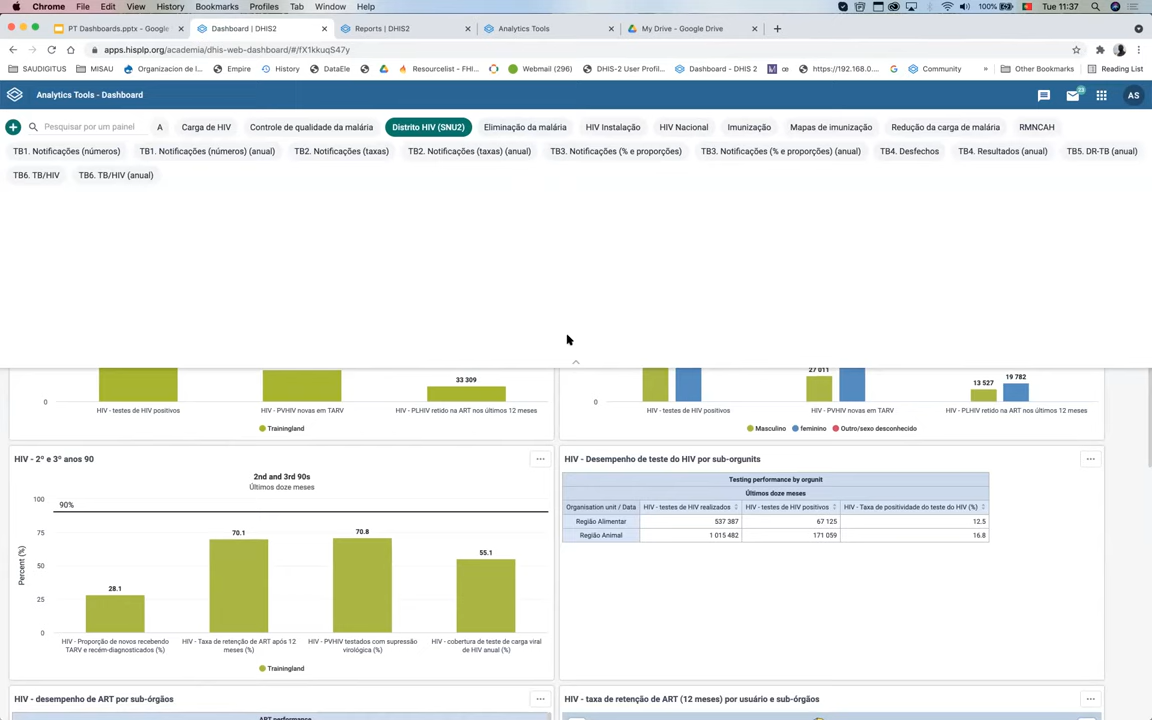 Chrome File Edit View History Bookmarks Profiles Tab Window Help 100% Tue 11:37
PT Dashboards.pptx - Google Dashboard | DHIS2 Reports | DHIS2 Analytics Tools My Drive - Google Drive
apps.hisplp.org/academia/dhis-web-dashboard/#/fX1kkuqS47y
SAUDIGITUS MISAU Organizacion de I... Empire History DataEle Resourcelist - FHI... Webmail (296) DHIS-2 User Profil... Dashboard - DHIS 2 https://192.168.0.... Community » Other Bookmarks Reading List
Analytics Tools - Dashboard 23 AS
Pesquisar por um painel A Carga de HIV Controle de qualidade da malária Distrito HIV (SNU2) Eliminação da malária HIV Instalação HIV Nacional Imunização Mapas de imunização Redução da carga de malária RMNCAH
TB1. Notificações (números) TB1. Notificações (números) (anual) TB2. Notificações (taxas) TB2. Notificações (taxas) (anual) TB3. Notificações (% e proporções) TB3. Notificações (% e proporções) (anual) TB4. Desfechos TB4. Resultados (anual) TB5. DR-TB (anual)
TB6. TB/HIV TB6. TB/HIV (anual)
33 309
0
HIV - testes de HIV positivos HIV - PVHIV novas em TARV HIV - PLHIV retido na ART nos últimos 12 meses
Trainingland
27 011
13 527 19 782
0
HIV - testes de HIV positivos HIV - PVHIV novas em TARV HIV - PLHIV retido na ART nos últimos 12 meses
Masculino feminino Outro/sexo desconhecido
HIV - 2º e 3º anos 90
2nd and 3rd 90s
Últimos doze meses
100
90%
75
50
25
0
Percent (%)
28.1
70.1
70.8
55.1
HIV - Proporção de novos recebendo TARV e recém-diagnosticados (%)
HIV - Taxa de retenção de ART após 12 meses (%)
HIV - PVHIV testados com supressão virológica (%)
HIV - cobertura de teste de carga viral de HIV anual (%)
Trainingland
HIV - Desempenho de teste do HIV por sub-orgunits
Testing performance by orgunit
Últimos doze meses
Organisation unit / Data HIV - testes de HIV realizados HIV - testes de HIV positivos HIV - Taxa de positividade do teste do HIV (%)
Região Alimentar 537 387 67 125 12.5
Região Animal 1 015 482 171 059 16.8
HIV - desempenho de ART por sub-órgãos
ART performance
HIV - taxa de retenção de ART (12 meses) por usuário e sub-órgãos